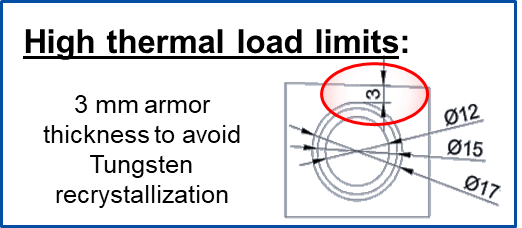 High thermal load limits:
3 mm armor
thickness to avoid
Tungsten
recrystallization
3
Ø12
Ø15
Ø17